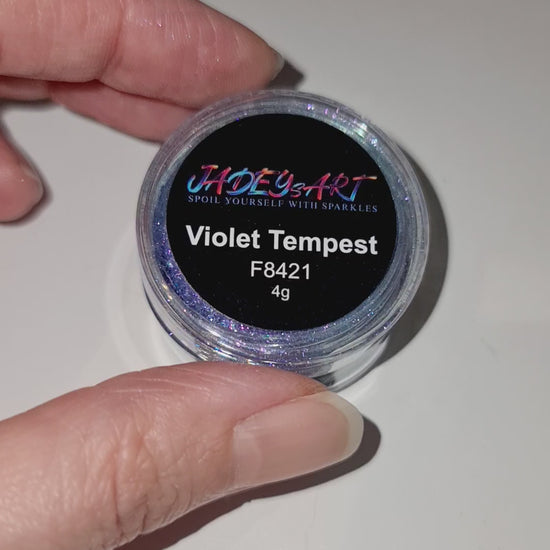 JADEYsART
SPOIL YOURSELF WITH SPARKLES
Violet Tempest
F8421
4g